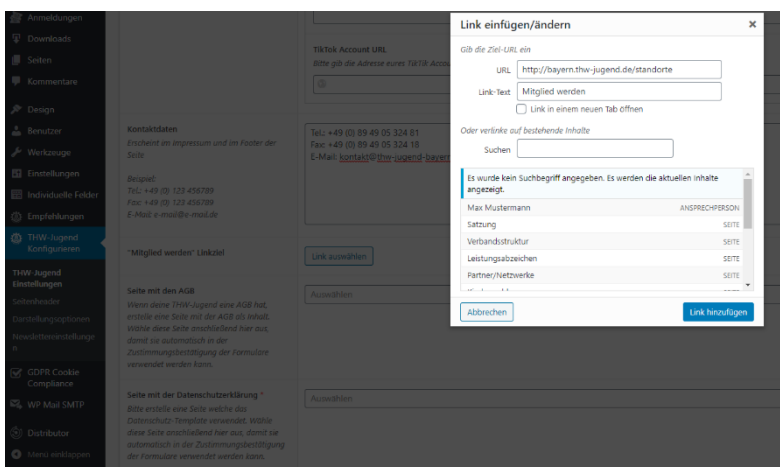 Anmeldungen
Downloads
Seiten
Kommentare
Design
Benutzer
Werkzeuge
Einstellungen
Individuelle Felder
Empfehlungen
THW-Jugend
Konfigurieren
THW-Jugend
Einstellungen
Seitenheader
Darstellungsoptionen
Newslettereinstellunge
n
GDPR Cookie
Compliance
WP Mail SMTP
Distributor
Menü einklappen
TikTok Account URL
Bitte gib die Adresse eures TikTik Accou
Kontaktdaten
Erscheint im Impressum und im Footer der
Seite
Beispiel:
Tel.: +49 (0) 123 456789
Fax: +49 (0) 123 456789
E-Mail: e-mail@e-mail.de
Tel.: +49 (0) 89 49 05 324 81
Fax: +49 (0) 89 49 05 324 18
E-Mail: kontakt@thw-jugend-bayern
"Mitglied werden" Linkziel
Link auswählen
Seite mit den AGB
Wenn deine THW-Jugend eine AGB hat,
erstelle eine Seite mit der AGB als Inhalt.
Wähle diese Seite anschließend hier aus,
damit sie automatisch in der
Zustimmungsbestätigung der Formulare
verwendet werden kann.
Auswählen
Seite mit der Datenschutzerklärung *
Bitte erstelle eine Seite welche das
Datenschutz-Template verwendet. Wähle
diese Seite anschließend hier aus, damit sie
automatisch in der Zustimmungsbestätigung
der Formulare verwendet werden kann.
Auswählen
Link einfügen/ändern
Gib die Ziel-URL ein
URL http://bayern.thw-jugend.de/standorte
Link-Text Mitglied werden
Link in einem neuen Tab öffnen
Oder verlinke auf bestehende Inhalte
Suchen
Es wurde kein Suchbegriff angegeben. Es werden die aktuellen Inhalte
angezeigt.
Max Mustermann ANSPRECHPERSON
Satzung SEITE
Verbandsstruktur SEITE
Leistungsabzeichen SEITE
Partner/Netzwerke SEITE
Abbrechen Link hinzufügen